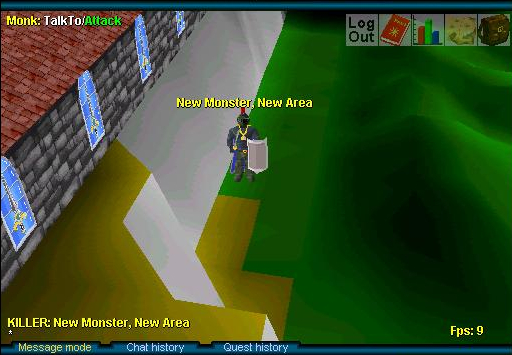 Monk: TalkTo/Attack
Log
Out
New Monster, New Area
KILLER: New Monster, New Area
*
Fps: 9
Message mode
Chat history
Quest history